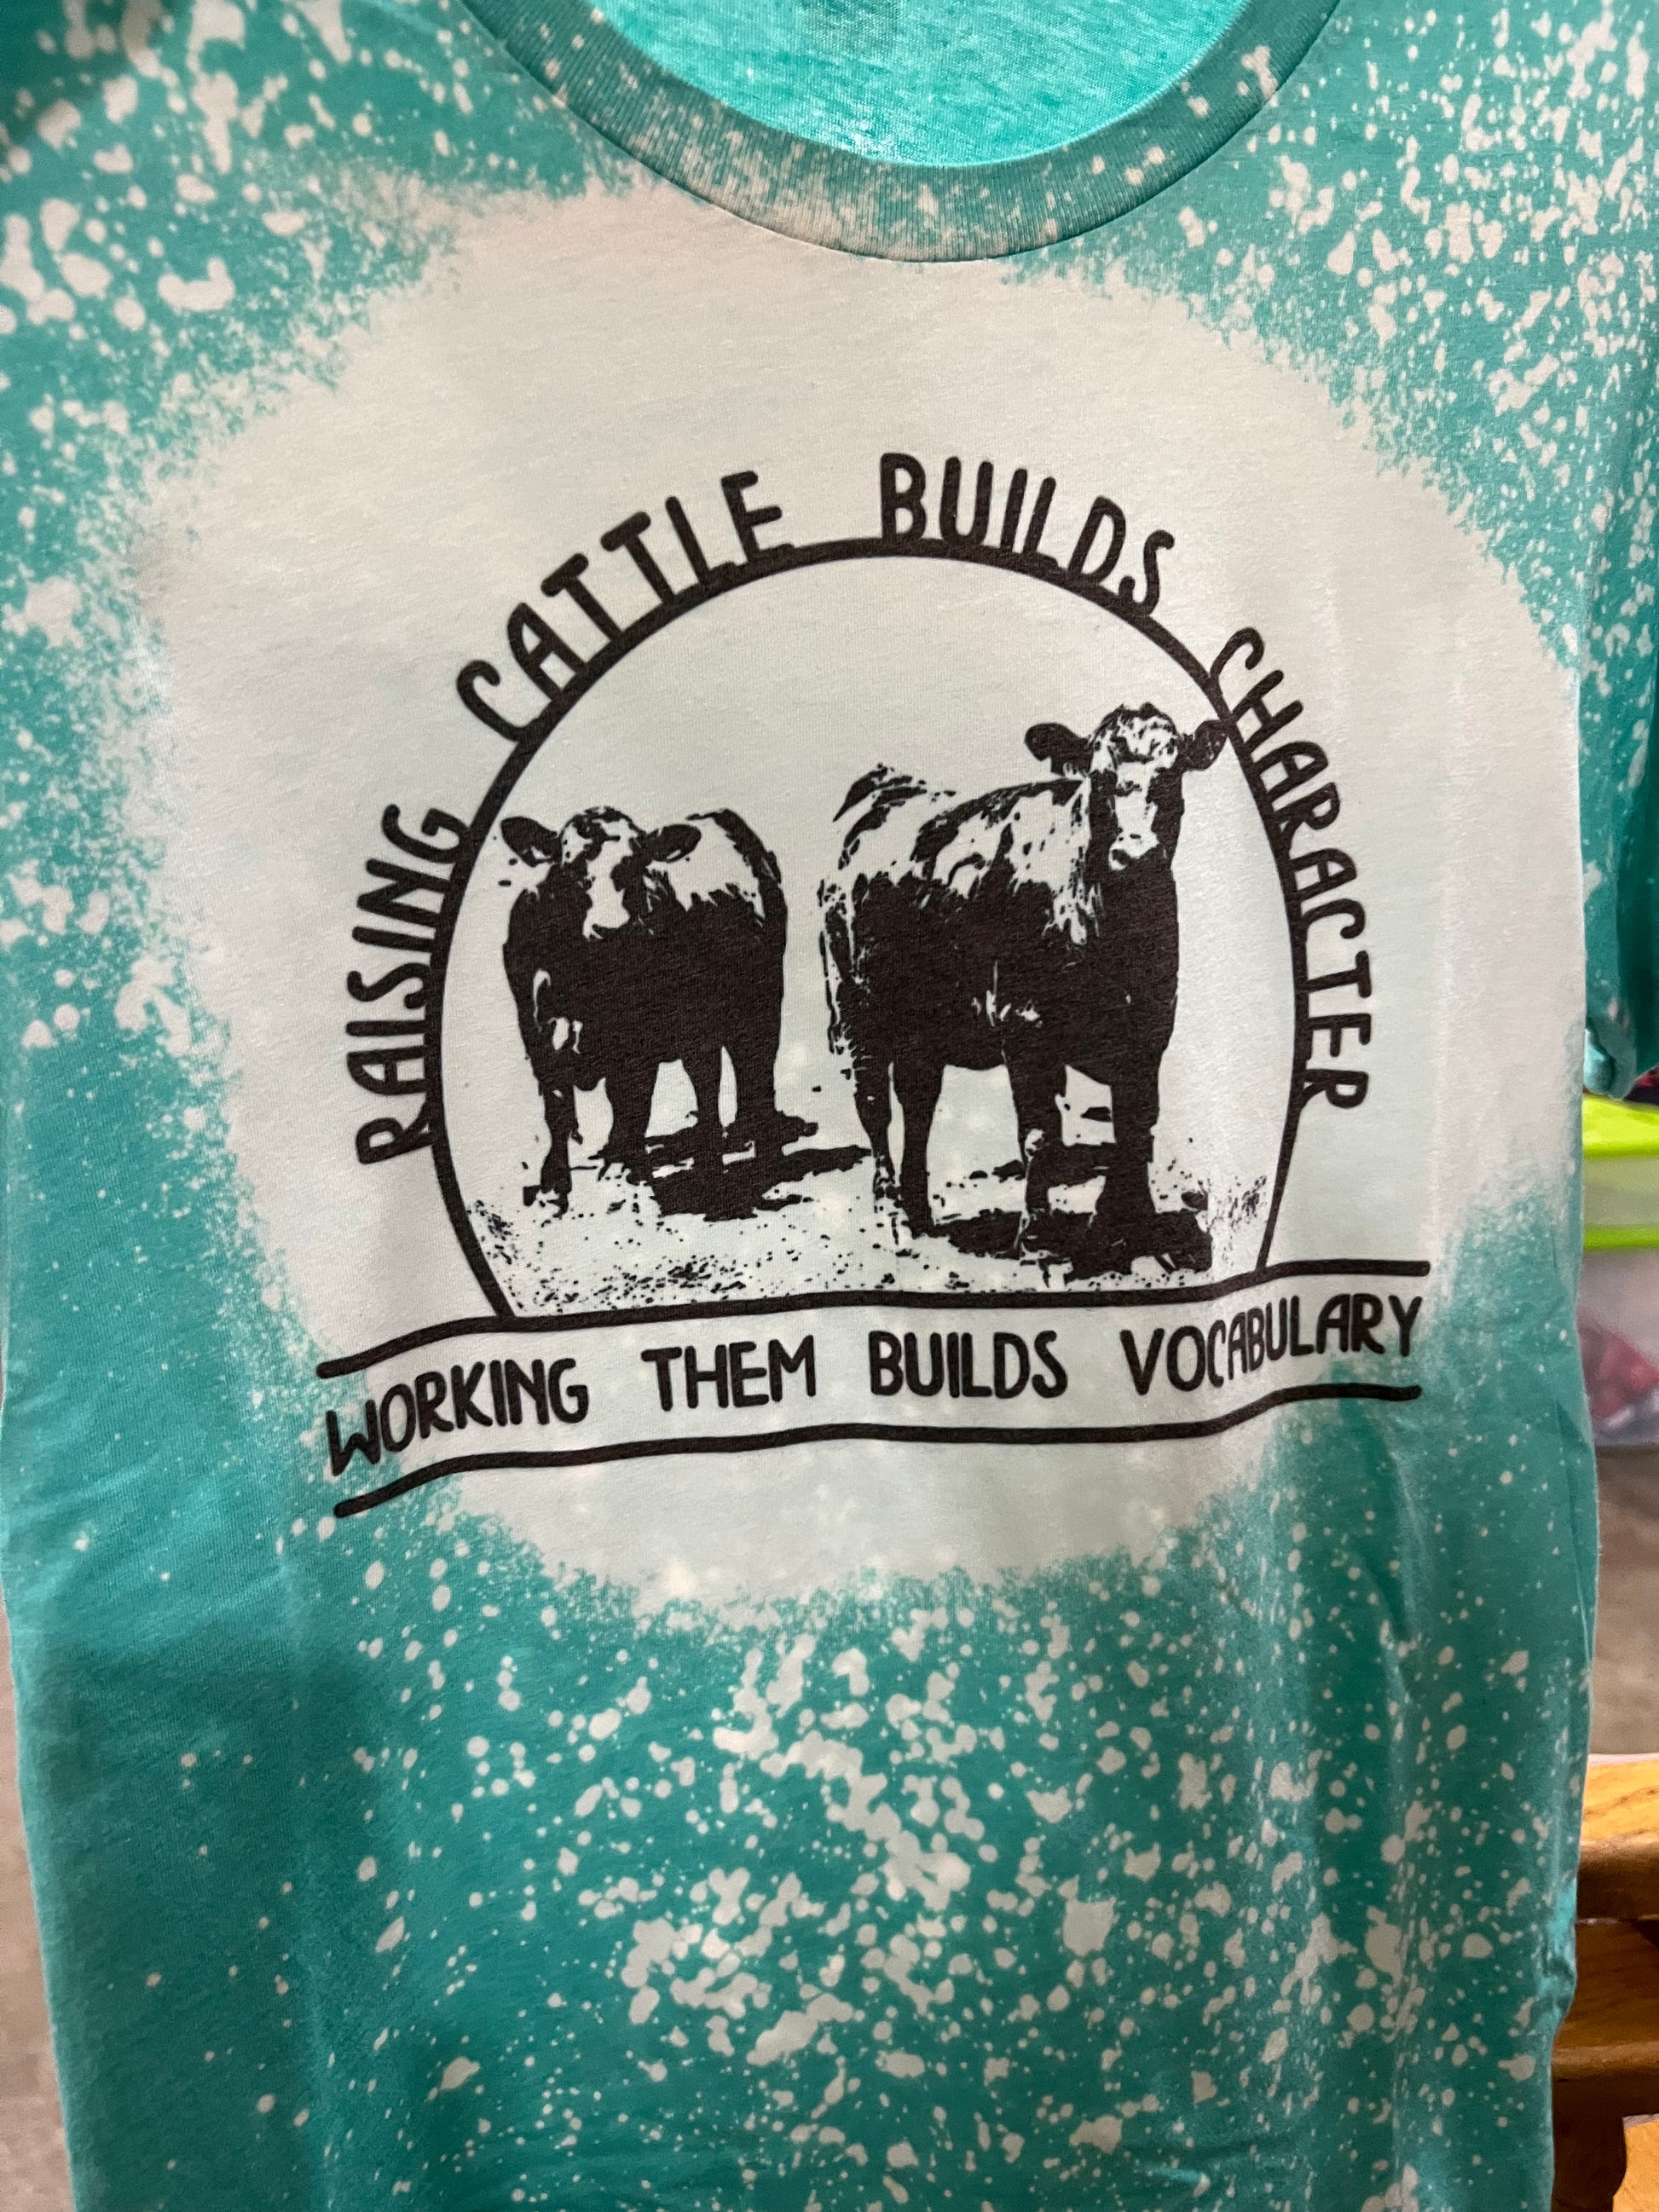 RAISING CATTLE BUILDS CHARACTER
WORKING THEM BUILDS VOCABULARY